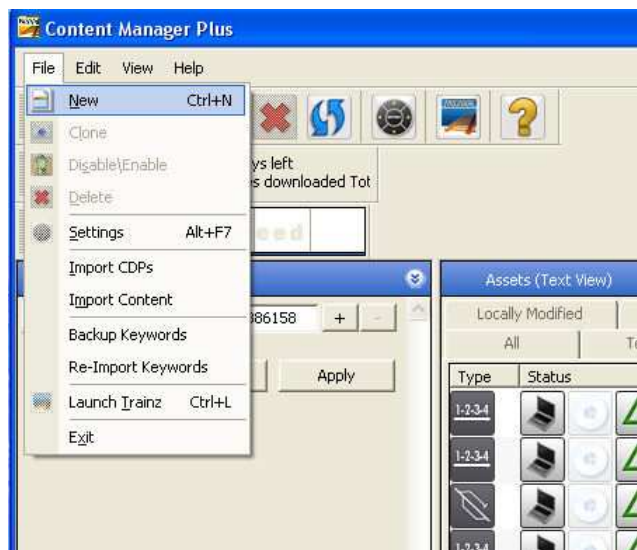 Content Manager Plus
File Edit View Help
New Ctrl+N
Clone
Disable\Enable
Delete
Settings Alt+F7
Import CDPs
Import Content
Backup Keywords
Re-Import Keywords
Launch Trainz Ctrl+L
Exit
ys left
s downloaded Tot
eed
386158 + -
Apply
Assets (Text View)
Locally Modified
All
Type Status
1-2-3-4
1-2-3-4
1-2-3-4